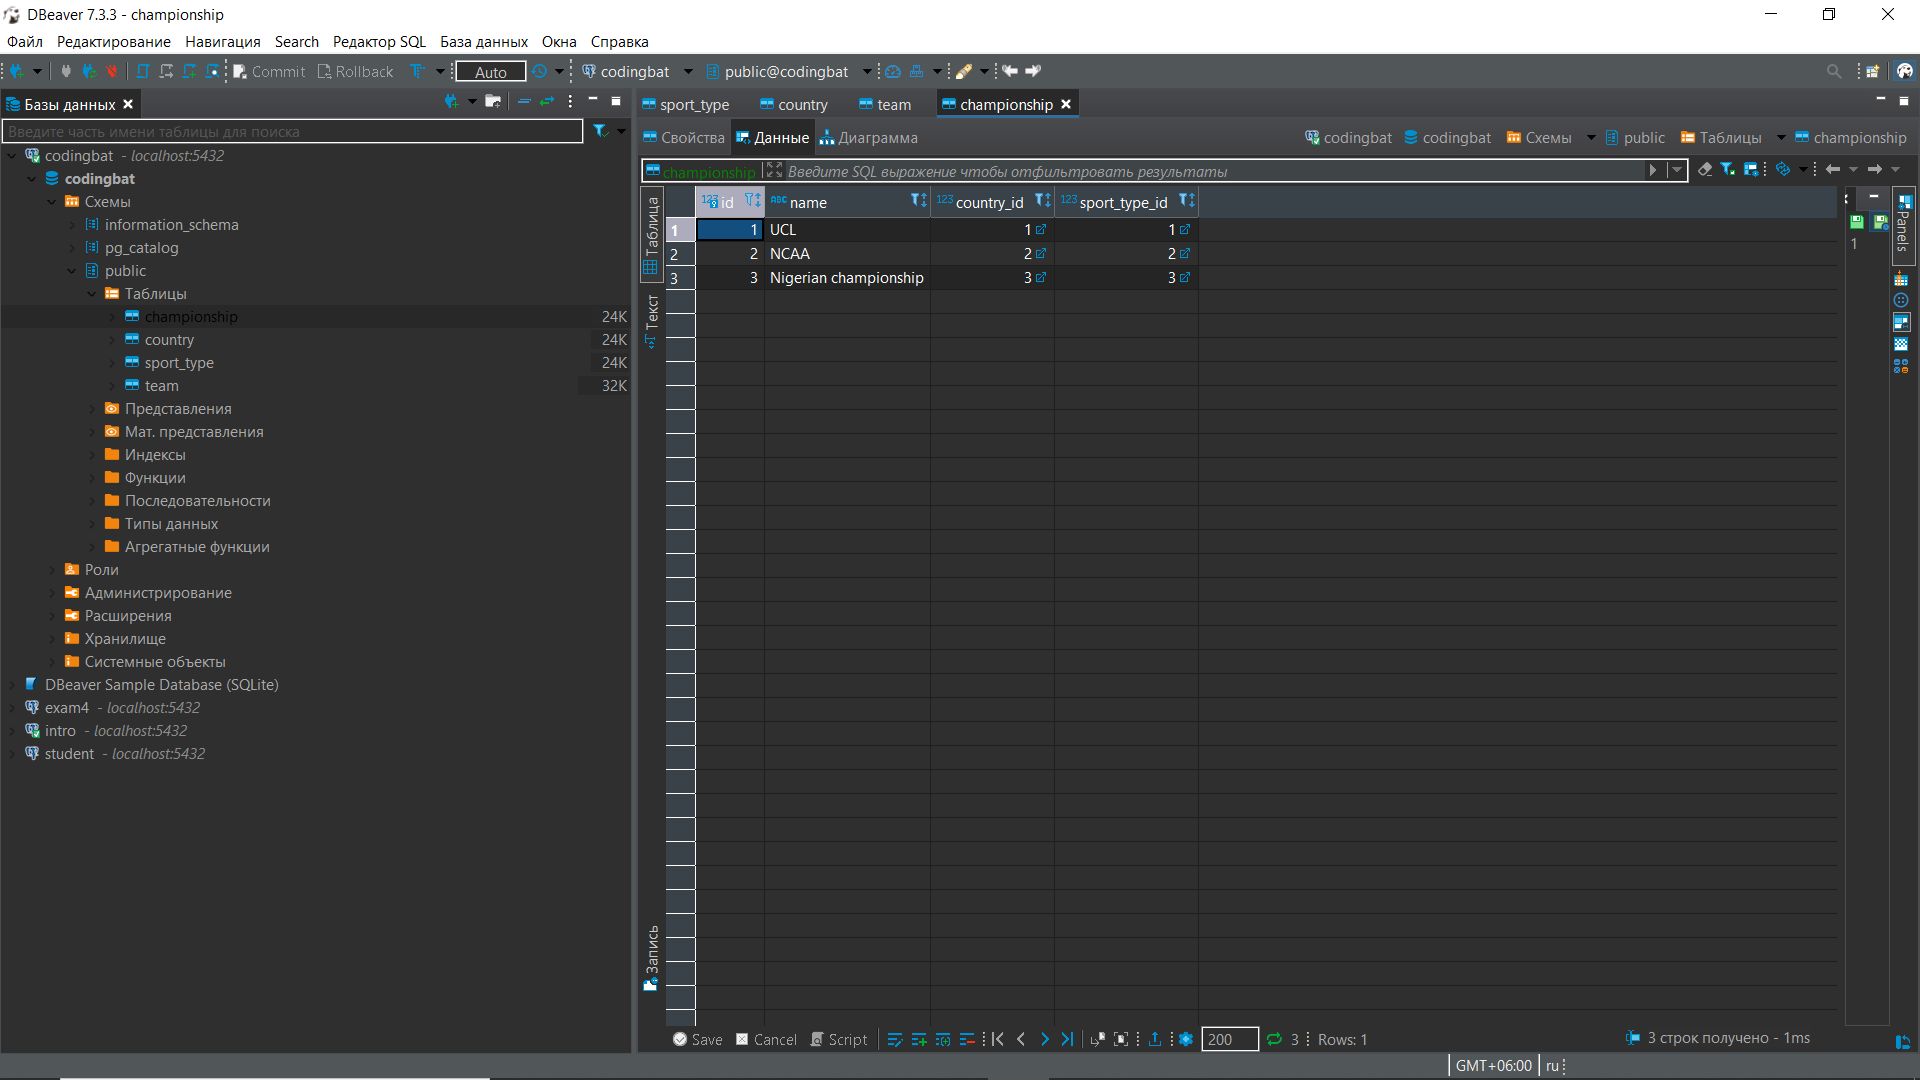 DBeaver 7.3.3 - championship
Файл Редактирование Навигация Search Редактор SQL База данных Окна Справка
Commit Rollback Auto codingbat public@codingbat
Базы данных
Введите часть имени таблицы для поиска
codingbat - localhost:5432
codingbat
Схемы
information_schema
pg_catalog
public
Таблицы
championship 24K
country 24K
sport_type 24K
team 32K
Представления
Мат. представления
Индексы
Функции
Последовательности
Типы данных
Агрегатные функции
Роли
Администрирование
Расширения
Хранилище
Системные объекты
DBeaver Sample Database (SQLite)
exam4 - localhost:5432
intro - localhost:5432
student - localhost:5432
sport_type country team championship
Свойства Данные Диаграмма codingbat codingbat Схемы public Таблицы championship
championship Введите SQL выражение чтобы отфильтровать результаты
Таблица
Текст
Запись
123 id ABC name 123 country_id 123 sport_type_id
1 1 UCL 1 1
2 2 NCAA 2 2
3 3 Nigerian championship 3 3
1
Panels
Save Cancel Script 200 3 Rows: 1 3 строк получено - 1ms
GMT+06:00 ru